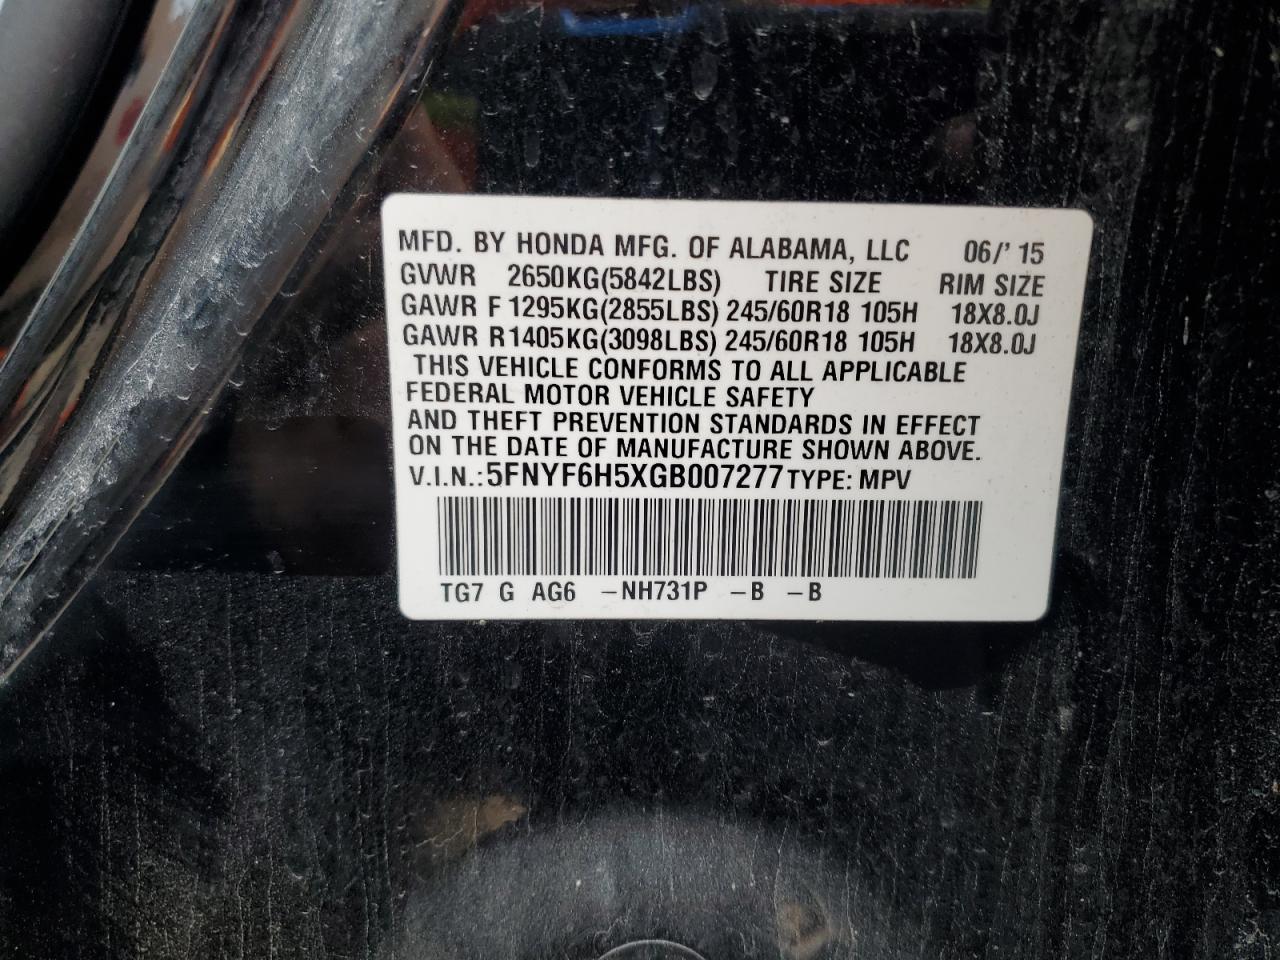 MFD. BY HONDA MFG. OF ALABAMA, LLC 06/'15
GVWR 2650KG(5842LBS) TIRE SIZE RIM SIZE
GAWR F 1295KG(2855LBS) 245/60R18 105H 18X8.0J
GAWR R 1405KG(3098LBS) 245/60R18 105H 18X8.0J
THIS VEHICLE CONFORMS TO ALL APPLICABLE
FEDERAL MOTOR VEHICLE SAFETY
AND THEFT PREVENTION STANDARDS IN EFFECT
ON THE DATE OF MANUFACTURE SHOWN ABOVE.
V.I.N.: 5FNYF6H5XGB007277 TYPE: MPV
TG7 G AG6 -NH731P -B -B